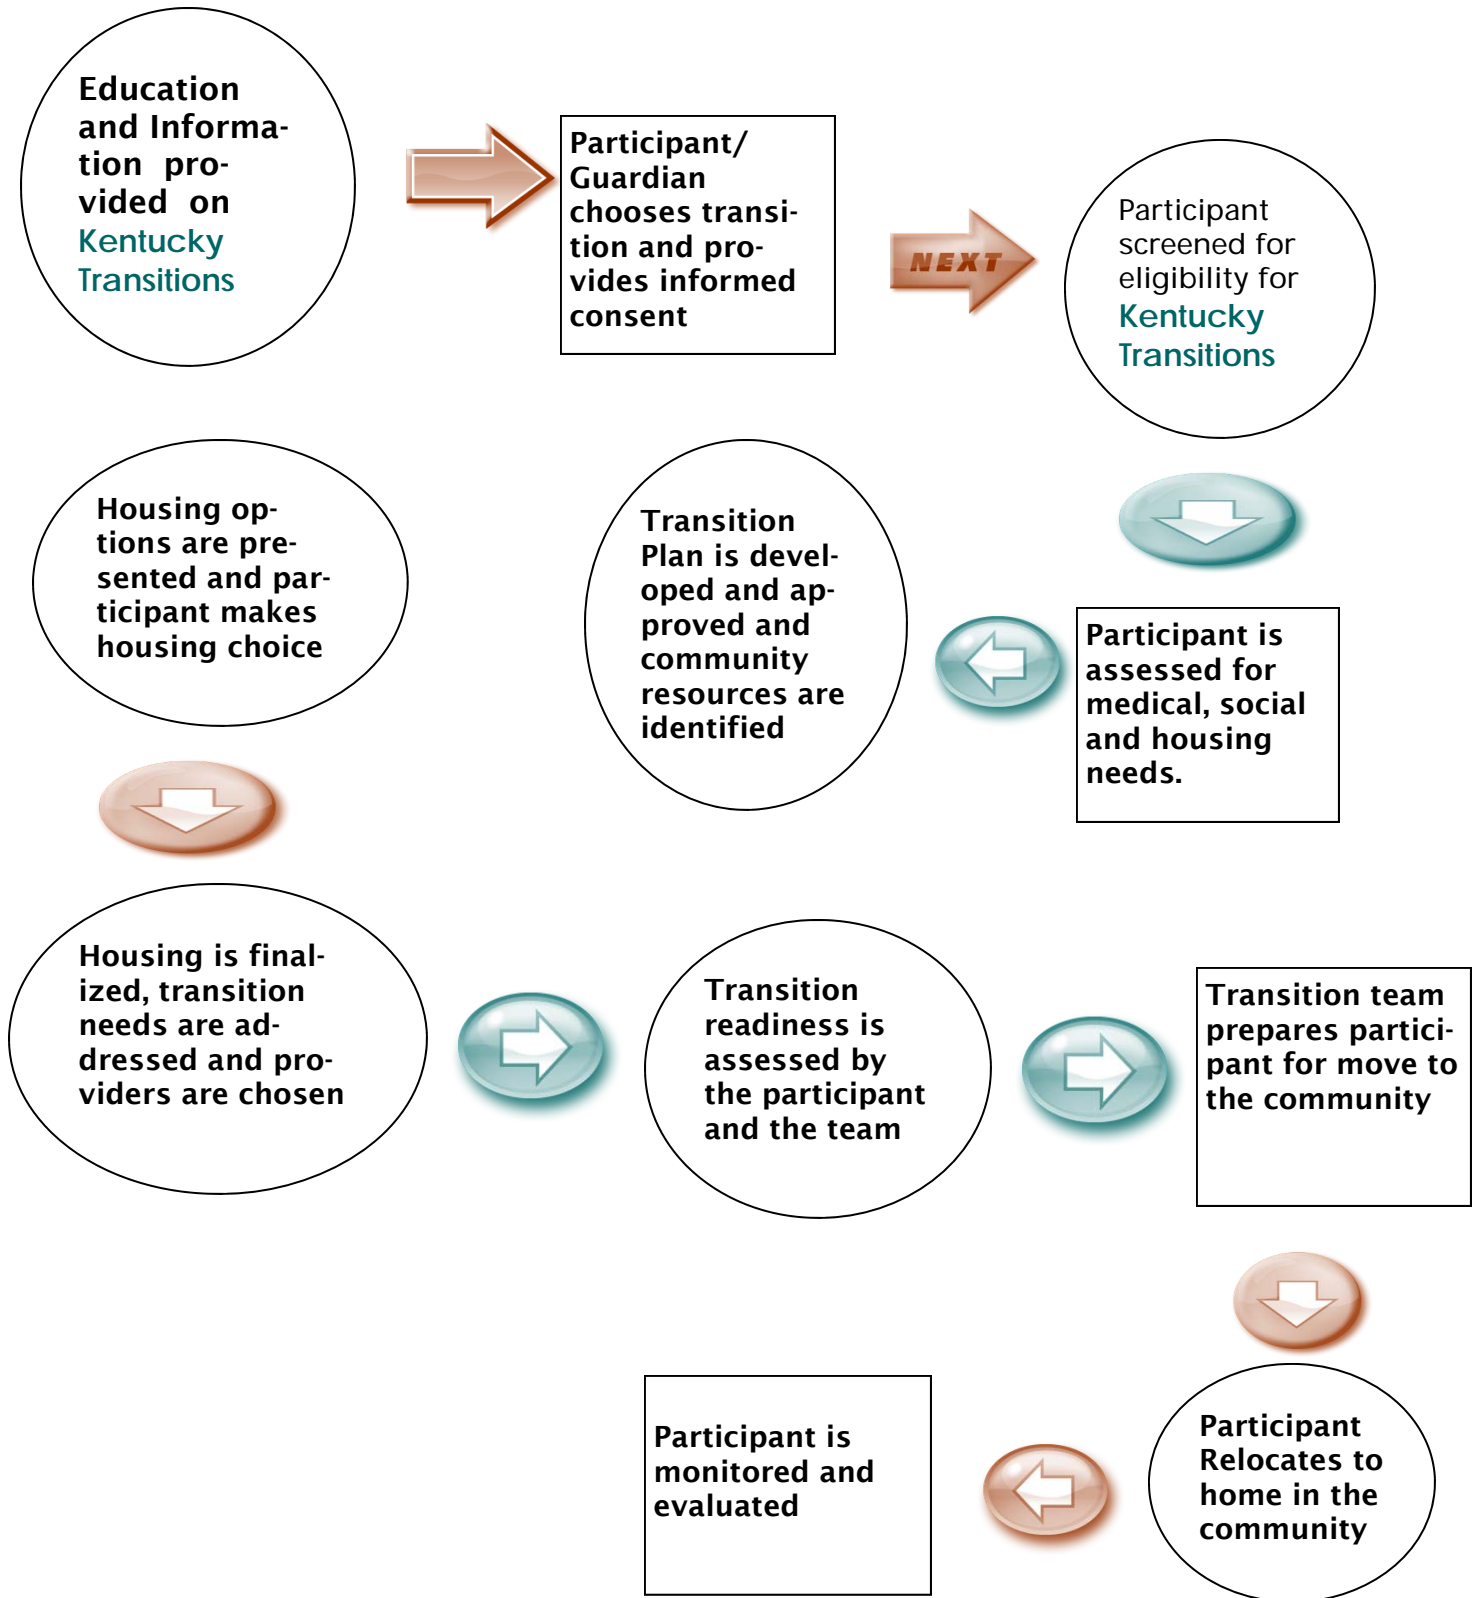 Education
and Informa-
tion pro-
vided on
Kentucky
Transitions
Participant/
Guardian
chooses transi-
tion and pro-
vides informed
consent
NEXT
Participant
screened for
eligibility for
Kentucky
Transitions
Participant is
assessed for
medical, social
and housing
needs.
Transition
Plan is devel-
oped and ap-
proved and
community
resources are
identified
Housing op-
tions are pre-
sented and par-
ticipant makes
housing choice
Housing is final-
ized, transition
needs are ad-
dressed and pro-
viders are chosen
Transition
readiness is
assessed by
the participant
and the team
Transition team
prepares partici-
pant for move to
the community
Participant
Relocates to
home in the
community
Participant is
monitored and
evaluated